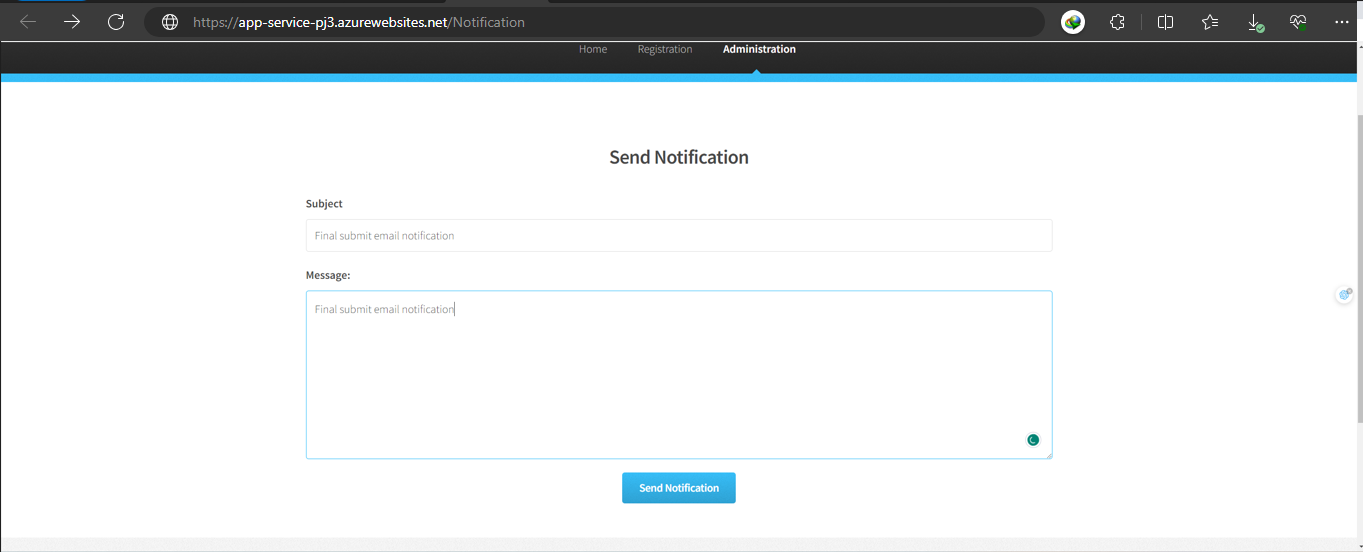 https://app-service-pj3.azurewebsites.net/Notification
Home Registration Administration
Send Notification
Subject
Final submit email notification
Message:
Final submit email notification
Send Notification